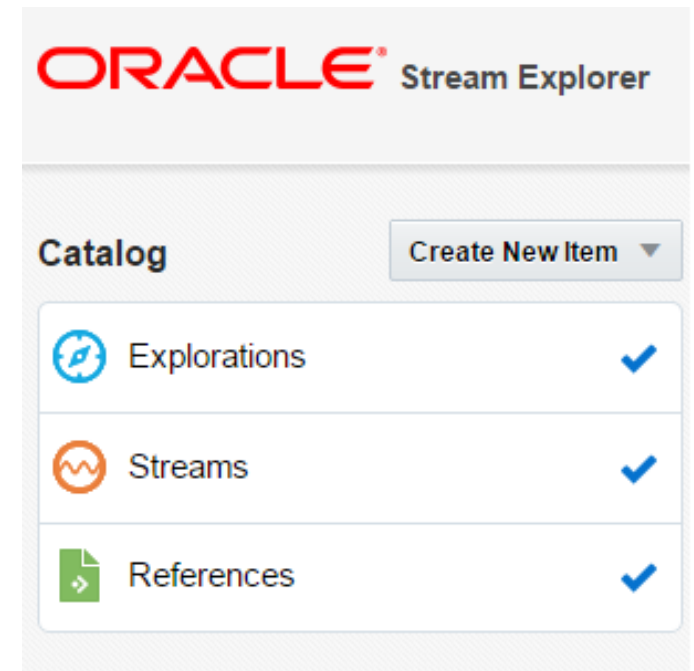 ORACLE® Stream Explorer
Catalog
Create New Item
Explorations
Streams
References